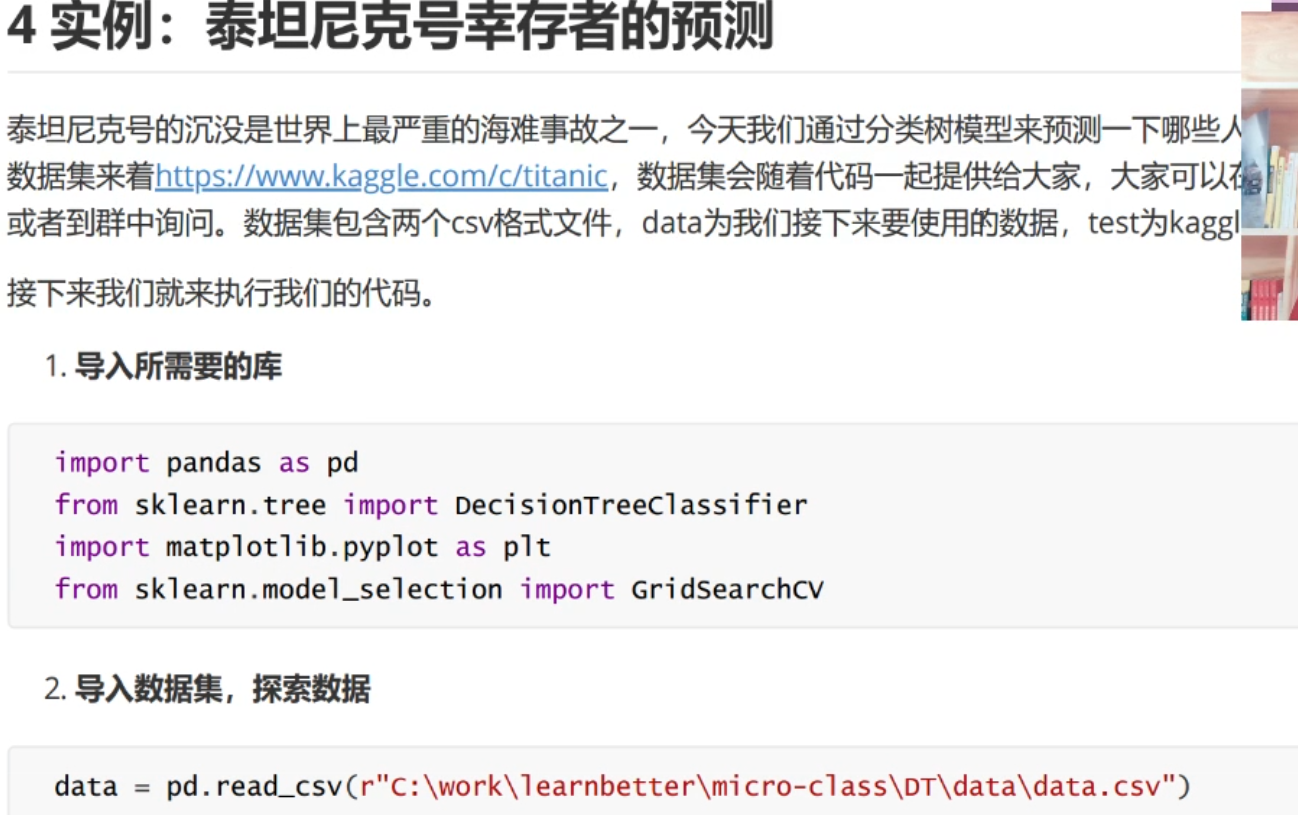 4 实例：泰坦尼克号幸存者的预测
泰坦尼克号的沉没是世界上最严重的海难事故之一，今天我们通过分类树模型来预测一下哪些人
数据集来着https://www.kaggle.com/c/titanic，数据集会随着代码一起提供给大家，大家可以在
或者到群中询问。数据集包含两个csv格式文件，data为我们接下来要使用的数据，test为kaggl
接下来我们就来执行我们的代码。
1. 导入所需要的库
import pandas as pd
from sklearn.tree import DecisionTreeClassifier
import matplotlib.pyplot as plt
from sklearn.model_selection import GridSearchCV
2. 导入数据集，探索数据
data = pd.read_csv(r"C:\work\learnbetter\micro-class\DT\data\data.csv")